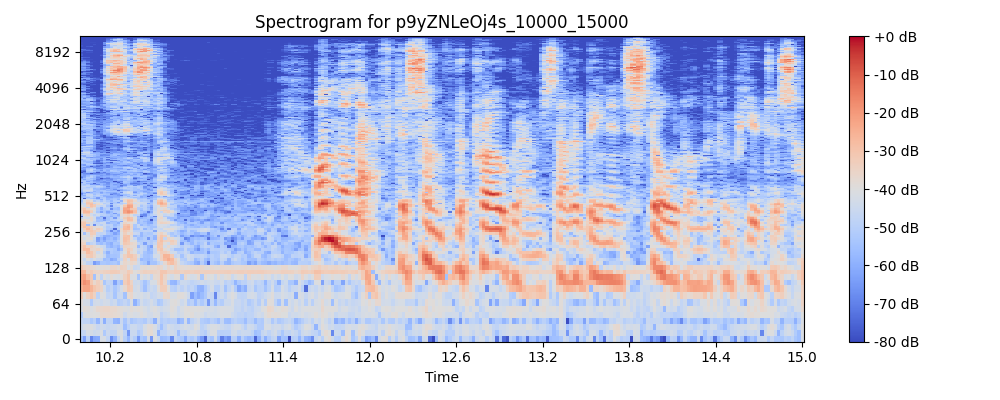 Spectrogram for p9yZNLeOj4s_10000_15000
Hz
8192
4096
2048
1024
512
256
128
64
0
10.2 10.8 11.4 12.0 12.6 13.2 13.8 14.4 15.0
Time
+0 dB
-10 dB
-20 dB
-30 dB
-40 dB
-50 dB
-60 dB
-70 dB
-80 dB